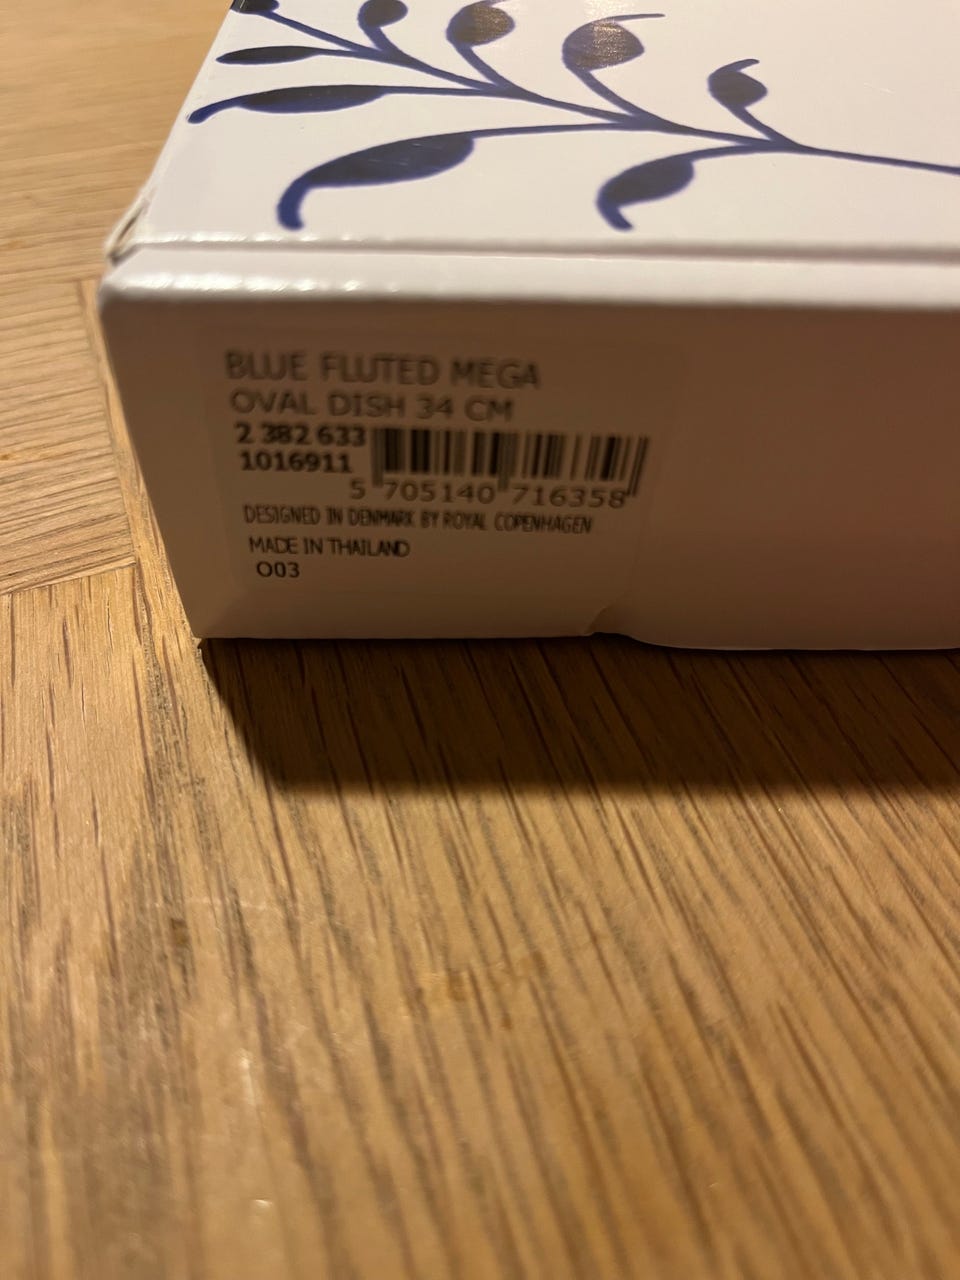 BLUE FLUTED MEGA
OVAL DISH 34 CM
2 382 633
1016911
5 705140 716358
DESIGNED IN DENMARK BY ROYAL COPENHAGEN
MADE IN THAILAND
O03